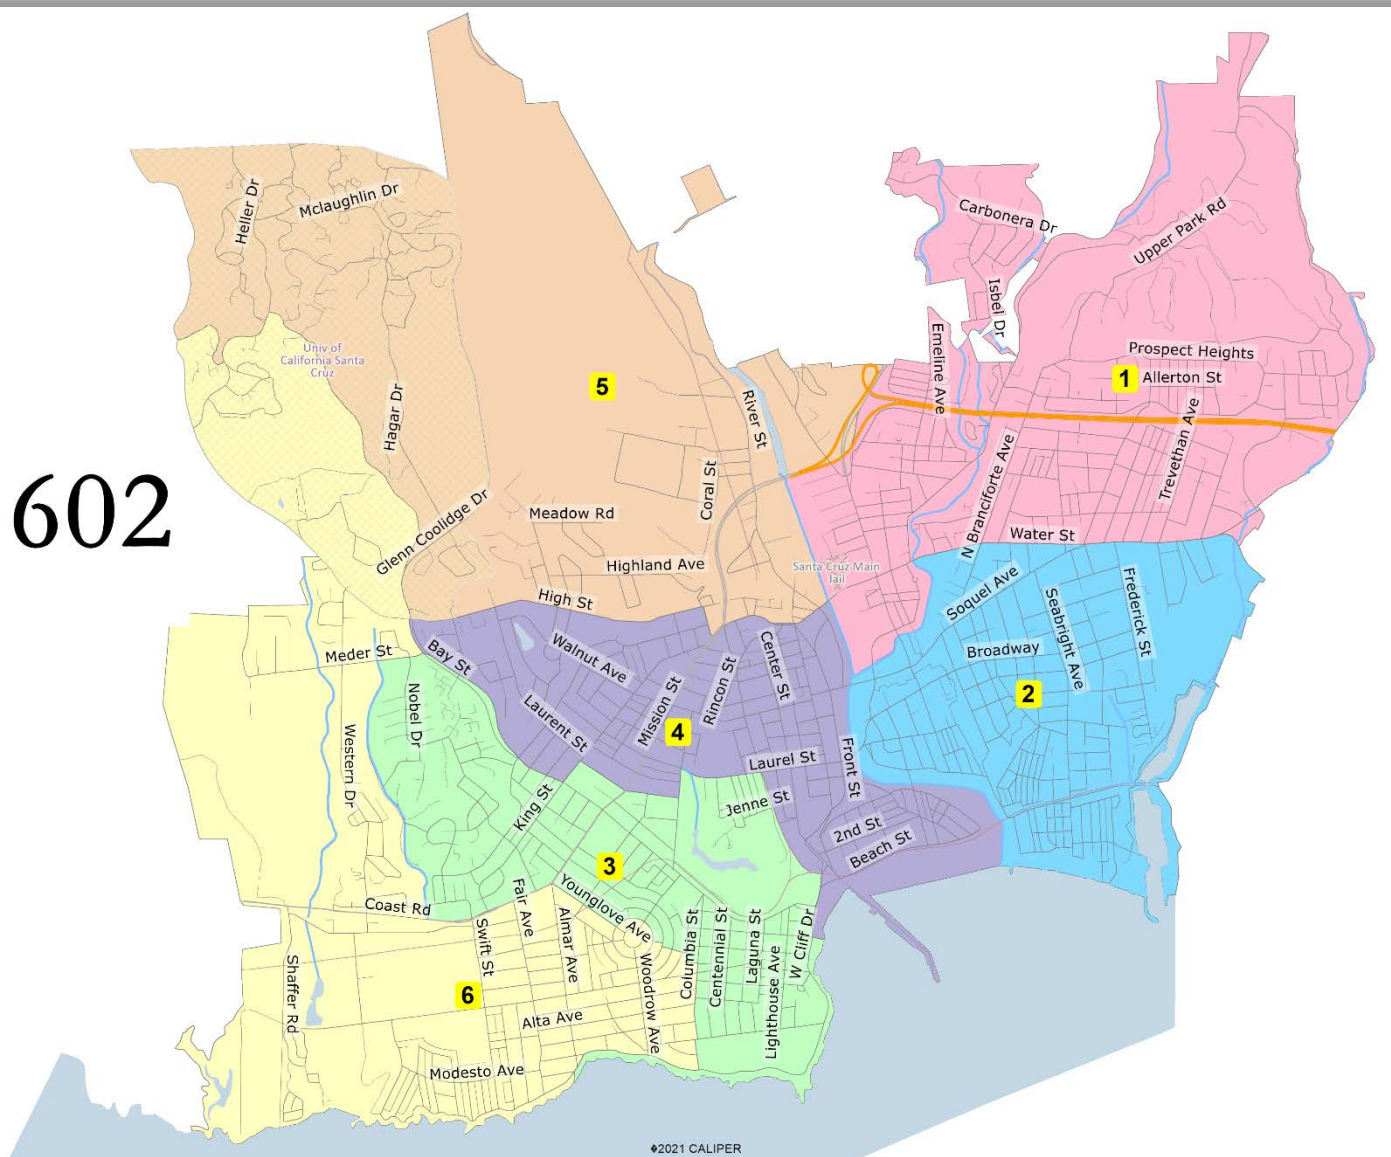 Heller Dr
Mclaughlin Dr
Carbonera Dr
Upper Park Rd
Isbel Dr
Univ of
California Santa
Cruz
Emeline Ave
Prospect Heights
5
1
Allerton St
Hagar Dr
River St
Trevethan Ave
602
Coral St
N Branciforte Ave
Glenn Coolidge Dr
Meadow Rd
Water St
Highland Ave
Santa Cruz Main
Jail
High St
Soquel Ave
Seabright Ave
Frederick St
Meder St
Bay St
Walnut Ave
Center St
Broadway
Nobel Dr
Mission St
Rincon St
2
Laurent St
4
Western Dr
Laurel St
Front St
King St
Jenne St
2nd St
Beach St
3
Coast Rd
Fair Ave
Younglove Ave
Almar Ave
Swift St
Columbia St
Centennial St
Laguna St
W Cliff Dr
Shaffer Rd
6
Woodrow Ave
Lighthouse Ave
Alta Ave
Modesto Ave
�2021 CALIPER